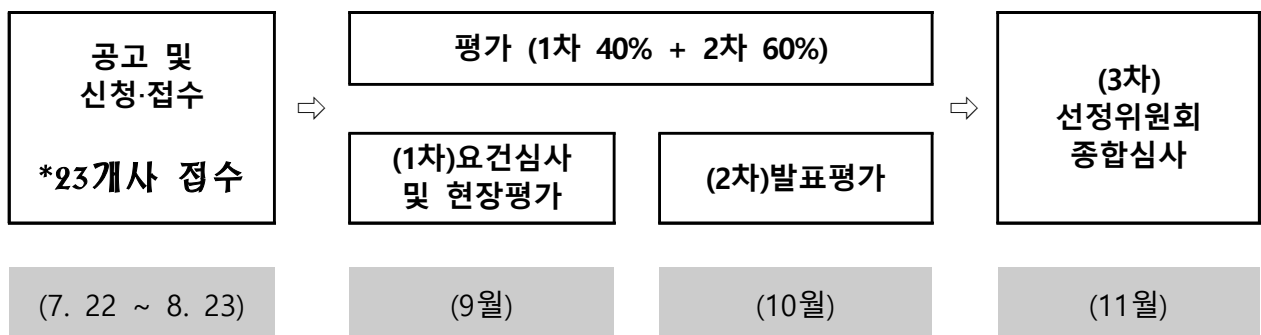 공고 및
신청·접수
*23개사 접수
⇨
평가 (1차 40% + 2차 60%)
(1차)요건심사
및 현장평가
(2차)발표평가
⇨
(3차)
선정위원회
종합심사
(7. 22 ~ 8. 23)
(9월)
(10월)
(11월)